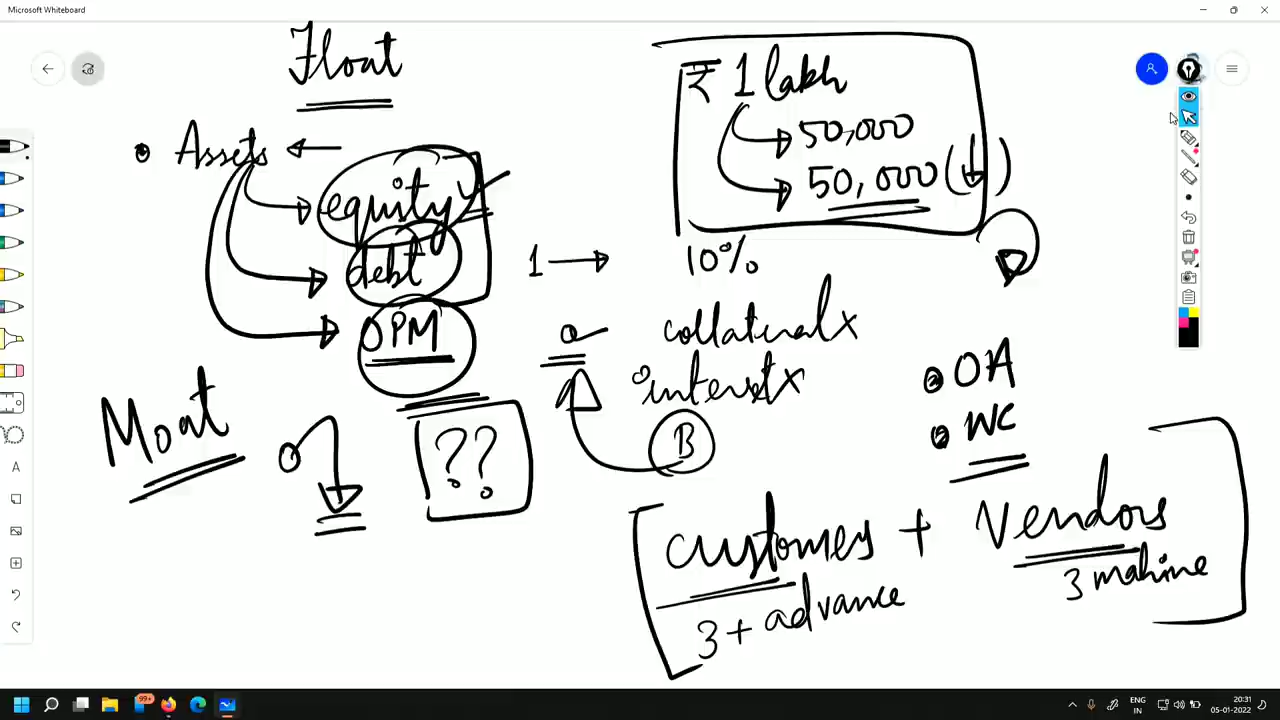 Microsoft Whiteboard
Float
Assets
equity
debt
OPM
Moat
??
₹ 1 lakh
50,000
50,000 (↓)
1 → 10%
collateral x
interest x
B
OA
WC
customers + Vendors
3 + advance
3 mahine
A
99+
ENG
IN
20:31
05-01-2022